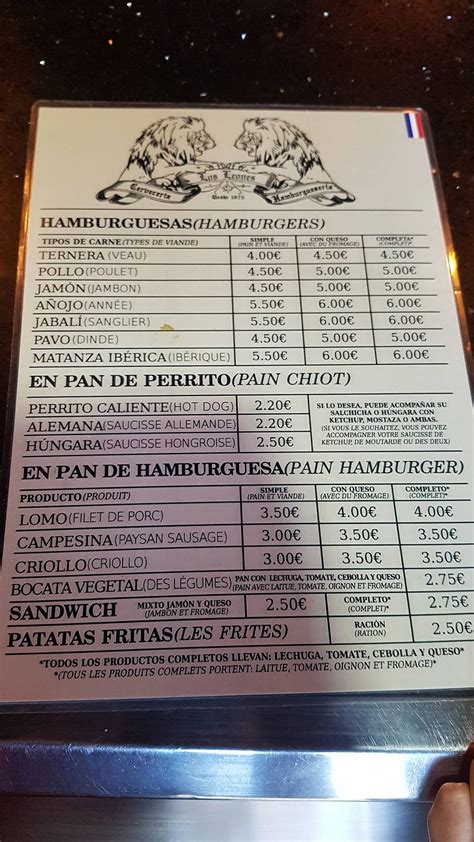 1947
Los Leones
Cervecería Hamburguesería
Desde 1975
HAMBURGUESAS(HAMBURGERS)
TIPOS DE CARNE(TYPES DE VIANDE) SIMPLE (PAIN ET VIANDE) CON QUESO (AVEC DU FROMAGE) COMPLETA* (COMPLET)*
TERNERA(VEAU) 4.00€ 4.50€ 4.50€
POLLO(POULET) 4.50€ 5.00€ 5.00€
JAMÓN(JAMBON) 4.50€ 5.00€ 5.00€
AÑOJO(ANNÉE) 5.50€ 6.00€ 6.00€
JABALÍ(SANGLIER) 5.50€ 6.00€ 6.00€
PAVO(DINDE) 4.50€ 5.00€ 5.00€
MATANZA IBÉRICA(IBÉRIQUE) 5.50€ 6.00€ 6.00€
EN PAN DE PERRITO(PAIN CHIOT)
PERRITO CALIENTE(HOT DOG) 2.20€
ALEMANA(SAUCISSE ALLEMANDE) 2.20€
HÚNGARA(SAUCISSE HONGROISE) 2.50€
SI LO DESEA, PUEDE ACOMPAÑAR SU
SALCHICHA O HÚNGARA CON
KETCHUP, MOSTAZA O AMBAS.
(SI VOUS LE SOUHAITEZ, VOUS POUVEZ
ACCOMPAGNER VOTRE SAUCISSE DE
KETCHUP, DE MOUTARDE OU DES DEUX)
EN PAN DE HAMBURGUESA(PAIN HAMBURGER)
PRODUCTO(PRODUIT) SIMPLE (PAIN ET VIANDE) CON QUESO (AVEC DU FROMAGE) COMPLETO* (COMPLET)*
LOMO(FILET DE PORC) 3.50€ 4.00€ 4.00€
CAMPESINA(PAYSAN SAUSAGE) 3.00€ 3.50€ 3.50€
CRIOLLO(CRIOLLO) 3.00€ 3.50€ 3.50€
BOCATA VEGETAL(DES LÉGUMES) PAN CON LECHUGA, TOMATE, CEBOLLA Y QUESO (PAIN AVEC LAITUE, TOMATE, OIGNON ET FROMAGE) 2.75€
SANDWICH MIXTO JAMÓN Y QUESO (JAMBON ET FROMAGE) 2.50€ COMPLETO* (COMPLET)* 2.75€
PATATAS FRITAS(LES FRITES) RACIÓN (RATION) 2.50€
*TODOS LOS PRODUCTOS COMPLETOS LLEVAN: LECHUGA, TOMATE, CEBOLLA Y QUESO*
*(TOUS LES PRODUITS COMPLETS PORTENT: LAITUE, TOMATE, OIGNON ET FROMAGE)*